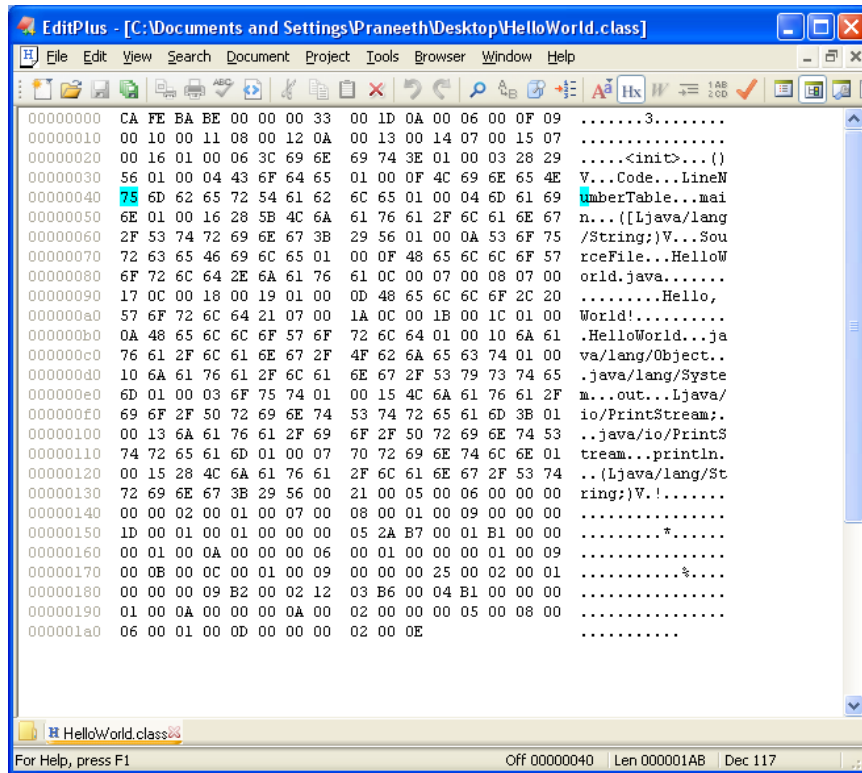 EditPlus - [C:\Documents and Settings\Praneeth\Desktop\HelloWorld.class]
File Edit View Search Document Project Tools Browser Window Help
00000000 CA FE BA BE 00 00 00 33 00 1D 0A 00 06 00 0F 09 .......3........
00000010 00 10 00 11 08 00 12 0A 00 13 00 14 07 00 15 07 ................
00000020 00 16 01 00 06 3C 69 6E 69 74 3E 01 00 03 28 29 .....<init>...()
00000030 56 01 00 04 43 6F 64 65 01 00 0F 4C 69 6E 65 4E V...Code...LineN
00000040 75 6D 62 65 72 54 61 62 6C 65 01 00 04 6D 61 69 umberTable...mai
00000050 6E 01 00 16 28 5B 4C 6A 61 76 61 2F 6C 61 6E 67 n...([Ljava/lang
00000060 2F 53 74 72 69 6E 67 3B 29 56 01 00 0A 53 6F 75 /String;)V...Sou
00000070 72 63 65 46 69 6C 65 01 00 0F 48 65 6C 6C 6F 57 rceFile...HelloW
00000080 6F 72 6C 64 2E 6A 61 76 61 0C 00 07 00 08 07 00 orld.java.......
00000090 17 0C 00 18 00 19 01 00 0D 48 65 6C 6C 6F 2C 20 .........Hello,
000000a0 57 6F 72 6C 64 21 07 00 1A 0C 00 1B 00 1C 01 00 World!..........
000000b0 0A 48 65 6C 6C 6F 57 6F 72 6C 64 01 00 10 6A 61 .HelloWorld...ja
000000c0 76 61 2F 6C 61 6E 67 2F 4F 62 6A 65 63 74 01 00 va/lang/Object..
000000d0 10 6A 61 76 61 2F 6C 61 6E 67 2F 53 79 73 74 65 .java/lang/Syste
000000e0 6D 01 00 03 6F 75 74 01 00 15 4C 6A 61 76 61 2F m...out...Ljava/
000000f0 69 6F 2F 50 72 69 6E 74 53 74 72 65 61 6D 3B 01 io/PrintStream;.
00000100 00 13 6A 61 76 61 2F 69 6F 2F 50 72 69 6E 74 53 ..java/io/PrintS
00000110 74 72 65 61 6D 01 00 07 70 72 69 6E 74 6C 6E 01 tream...println.
00000120 00 15 28 4C 6A 61 76 61 2F 6C 61 6E 67 2F 53 74 ..(Ljava/lang/St
00000130 72 69 6E 67 3B 29 56 00 21 00 05 00 06 00 00 00 ring;)V.!.......
00000140 00 00 02 00 01 00 07 00 08 00 01 00 09 00 00 00 ................
00000150 1D 00 01 00 01 00 00 00 05 2A B7 00 01 B1 00 00 .........*......
00000160 00 01 00 0A 00 00 00 06 00 01 00 00 00 01 00 09 ................
00000170 00 0B 00 0C 00 01 00 09 00 00 00 25 00 02 00 01 ...........%....
00000180 00 00 00 09 B2 00 02 12 03 B6 00 04 B1 00 00 00 ................
00000190 01 00 0A 00 00 00 0A 00 02 00 00 00 05 00 08 00 ................
000001a0 06 00 01 00 0D 00 00 00 02 00 0E ...........
HelloWorld.class
For Help, press F1 Off 00000040 Len 000001AB Dec 117